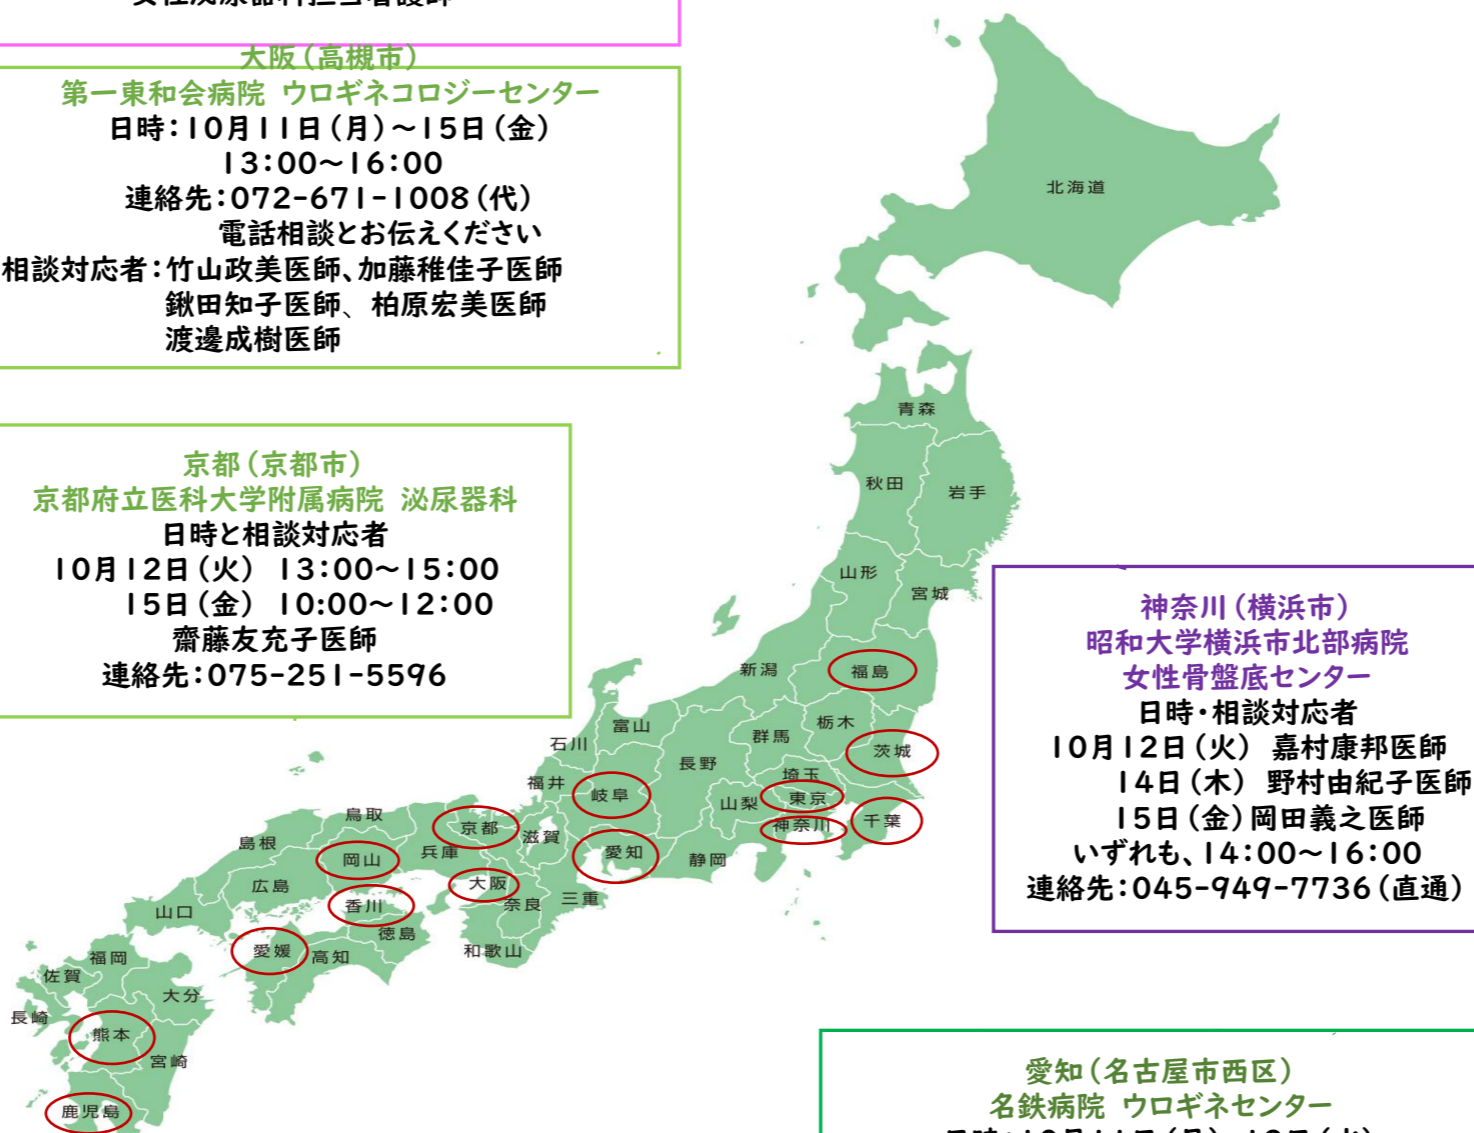 大阪（高槻市）
第一東和会病院 ウロギネコロジーセンター
日時：10月11日（月）～15日（金）
13：00～16：00
連絡先：072-671-1008（代）
電話相談とお伝えください
相談対応者：竹山政美医師、加藤稚佳子医師
鍬田知子医師、柏原宏美医師
渡邊成樹医師
京都（京都市）
京都府立医科大学附属病院 泌尿器科
日時と相談対応者
10月12日（火） 13：00～15：00
15日（金） 10:00～12：00
齋藤友充子医師
連絡先：075-251-5596
神奈川（横浜市）
昭和大学横浜市北部病院
女性骨盤底センター
日時・相談対応者
10月12日（火） 嘉村康邦医師
14日（木） 野村由紀子医師
15日（金）岡田義之医師
いずれも、14：00～16：00
連絡先：045-949-7736（直通）
愛知（名古屋市西区）
名鉄病院 ウロギネセンター
北海道
青森
秋田
岩手
山形
宮城
新潟
福島
富山
石川
群馬
栃木
茨城
長野
福井
岐阜
埼玉
山梨
東京
神奈川
千葉
鳥取
京都
滋賀
島根
岡山
兵庫
愛知
静岡
広島
大阪
香川
奈良
三重
山口
徳島
愛媛
高知
和歌山
福岡
佐賀
大分
長崎
熊本
宮崎
鹿児島